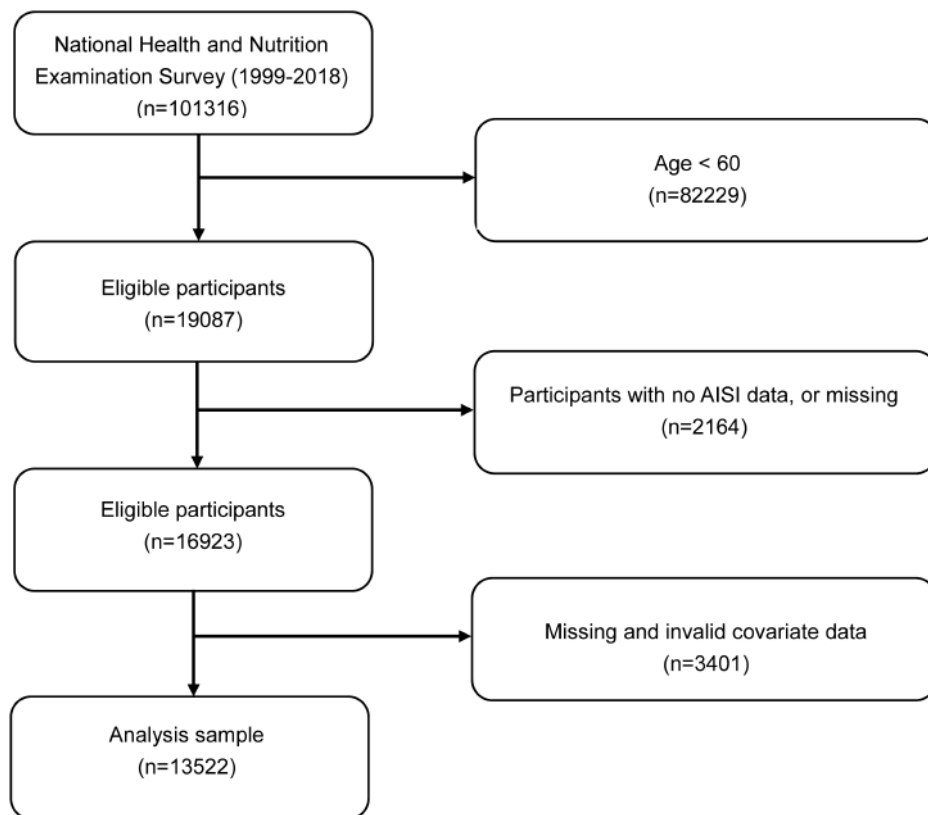 National Health and Nutrition
Examination Survey (1999-2018)
(n=101316)
Age < 60
(n=82229)
Eligible participants
(n=19087)
Participants with no AISI data, or missing
(n=2164)
Eligible participants
(n=16923)
Missing and invalid covariate data
(n=3401)
Analysis sample
(n=13522)